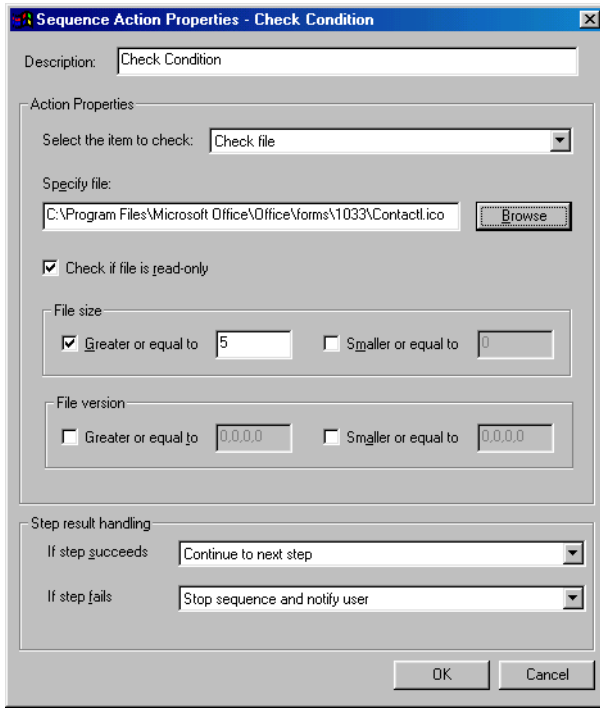 Sequence Action Properties - Check Condition
Description: Check Condition
Action Properties
Select the item to check: Check file
Specify file:
C:\Program Files\Microsoft Office\Office\forms\1033\Contactl.ico Browse
Check if file is read-only
File size
Greater or equal to 5 Smaller or equal to 0
File version
Greater or equal to 0,0,0,0 Smaller or equal to 0,0,0,0
Step result handling
If step succeeds Continue to next step
If step fails Stop sequence and notify user
OK Cancel